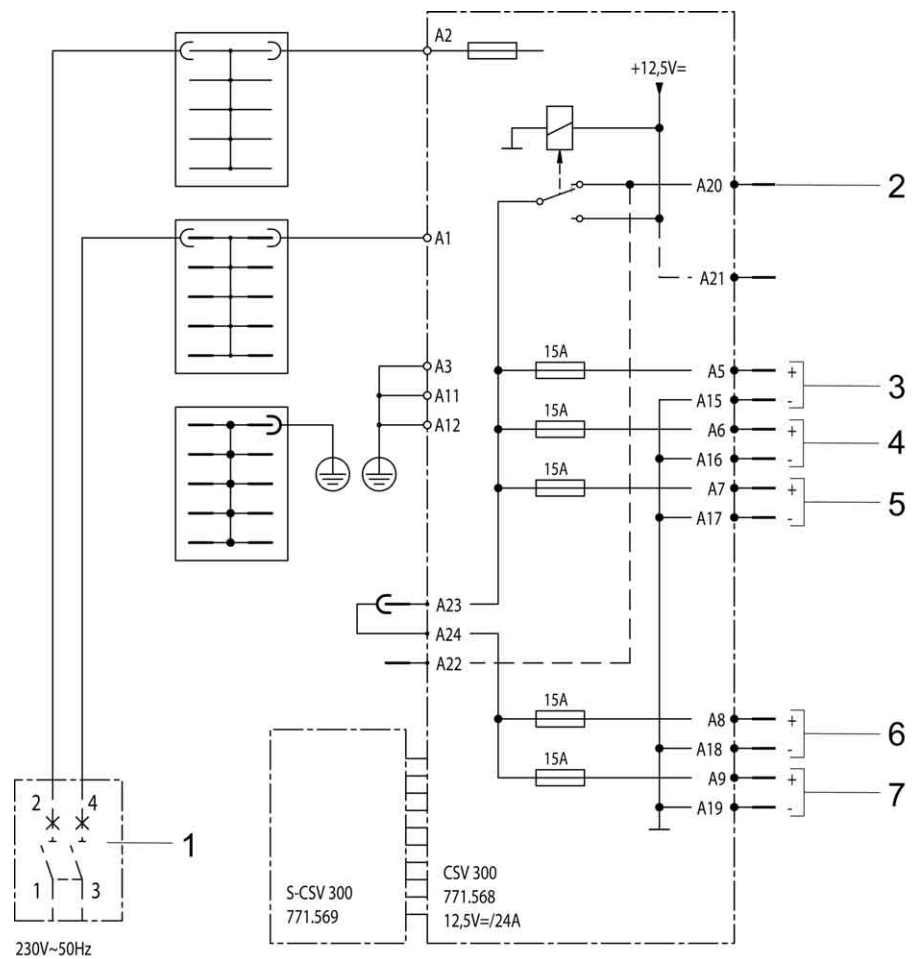 A2
+12,5V=
A20
2
A1
A21
15A
A3
A5
+
3
A11
A15
-
15A
A12
A6
+
4
A16
-
15A
A7
+
5
A17
-
A23
A24
A22
15A
A8
+
6
A18
-
15A
A9
+
7
A19
-
2
4
1
1
3
S-CSV 300
771.569
CSV 300
771.568
12,5V=/24A
230V~50Hz